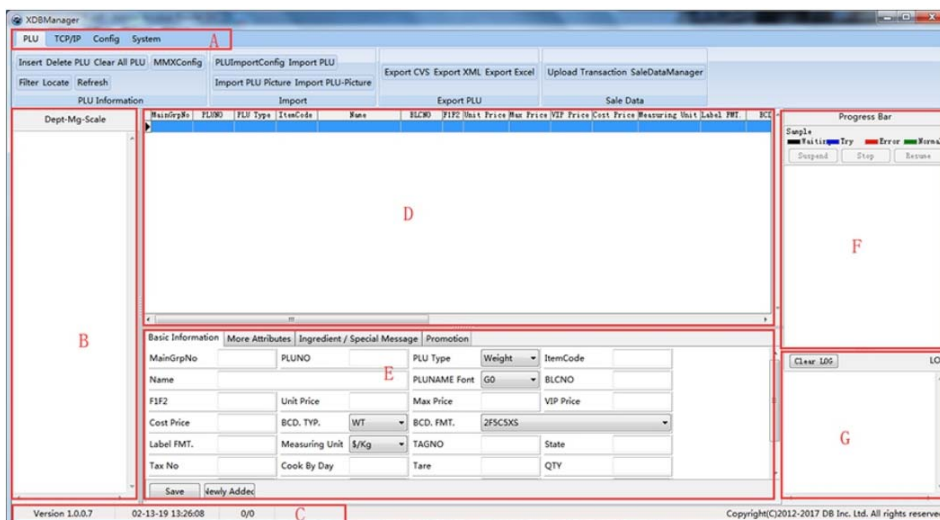 XDBManager
PLU TCP/IP Config System A
Insert Delete PLU Clear All PLU MMXConfig PLUImportConfig Import PLU
Export CVS Export XML Export Excel Upload Transaction SaleDataManager
Filter Locate Refresh Import PLU Picture Import PLU-Picture
PLU Information Import Export PLU Sale Data
Dept-Mg-Scale
MainGrpNo PLUNO PLU Type ItemCode Name BLCNO F1F2 Unit Price Max Price VIP Price Cost Price Measuring Unit Label FMT. BCD
Progress Bar
Sample
Waiting Try Error Norma
Suspend Stop Resume
D
F
B
Basic Information More Attributes Ingredient / Special Message Promotion
MainGrpNo PLUNO PLU Type Weight ItemCode
Name E PLUNAME Font G0 BLCNO
F1F2 Unit Price Max Price VIP Price
Cost Price BCD. TYP. WT BCD. FMT. 2F5C5XS
Label FMT. Measuring Unit $/Kg TAGNO State
Tax No Cook By Day Tare QTY
Save Newly Added
Clear LOG LO
G
Version 1.0.0.7 02-13-19 13:26:08 0/0 C
Copyright(C)2012-2017 DB Inc. Ltd. All rights reserve